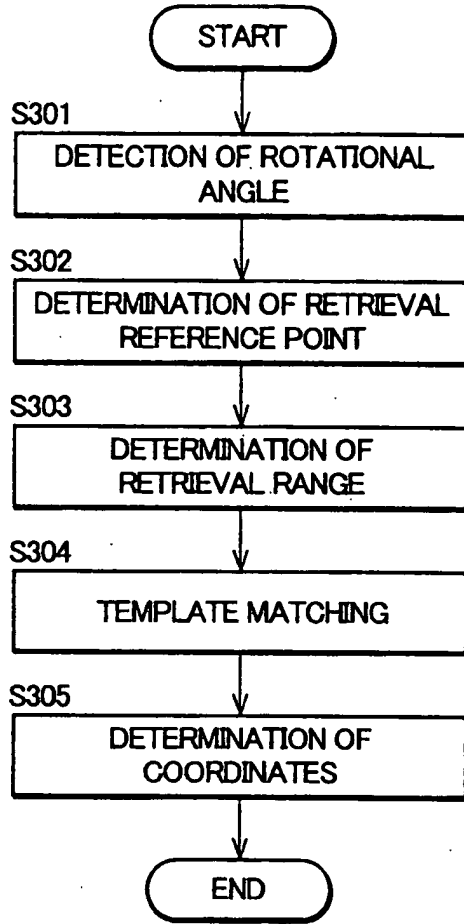 START
S301
DETECTION OF ROTATIONAL
ANGLE
S302
DETERMINATION OF RETRIEVAL
REFERENCE POINT
S303
DETERMINATION OF
RETRIEVAL RANGE
S304
TEMPLATE MATCHING
S305
DETERMINATION OF
COORDINATES
END